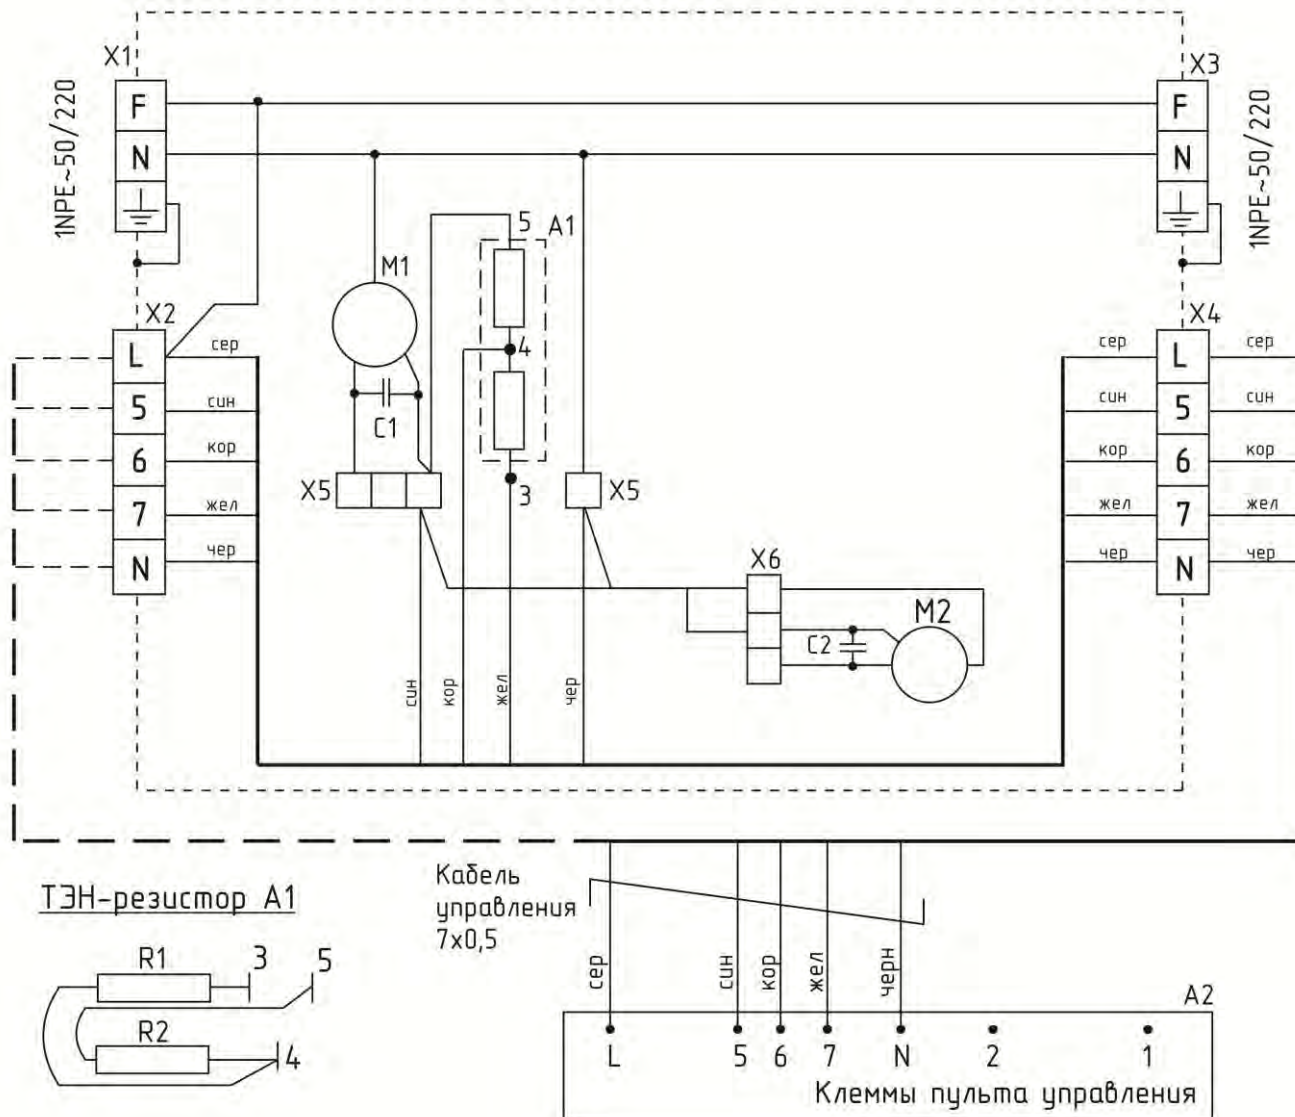 X1
X3
1NPE~50/220
F
N
F
N
1NPE~50/220
5
A1
M1
X2
X4
L
сер
4
сер
L
сер
5
син
C1
син
5
син
6
кор
кор
6
кор
X5
3
X5
7
жел
жел
7
жел
N
чер
чер
N
чер
X6
M2
C2
син
кор
жел
чер
ТЭН-резистор А1
R1
3
5
R2
4
Кабель
управления
7x0,5
сер
син
кор
жел
черн
A2
L
5
6
7
N
2
1
Клеммы пульта управления